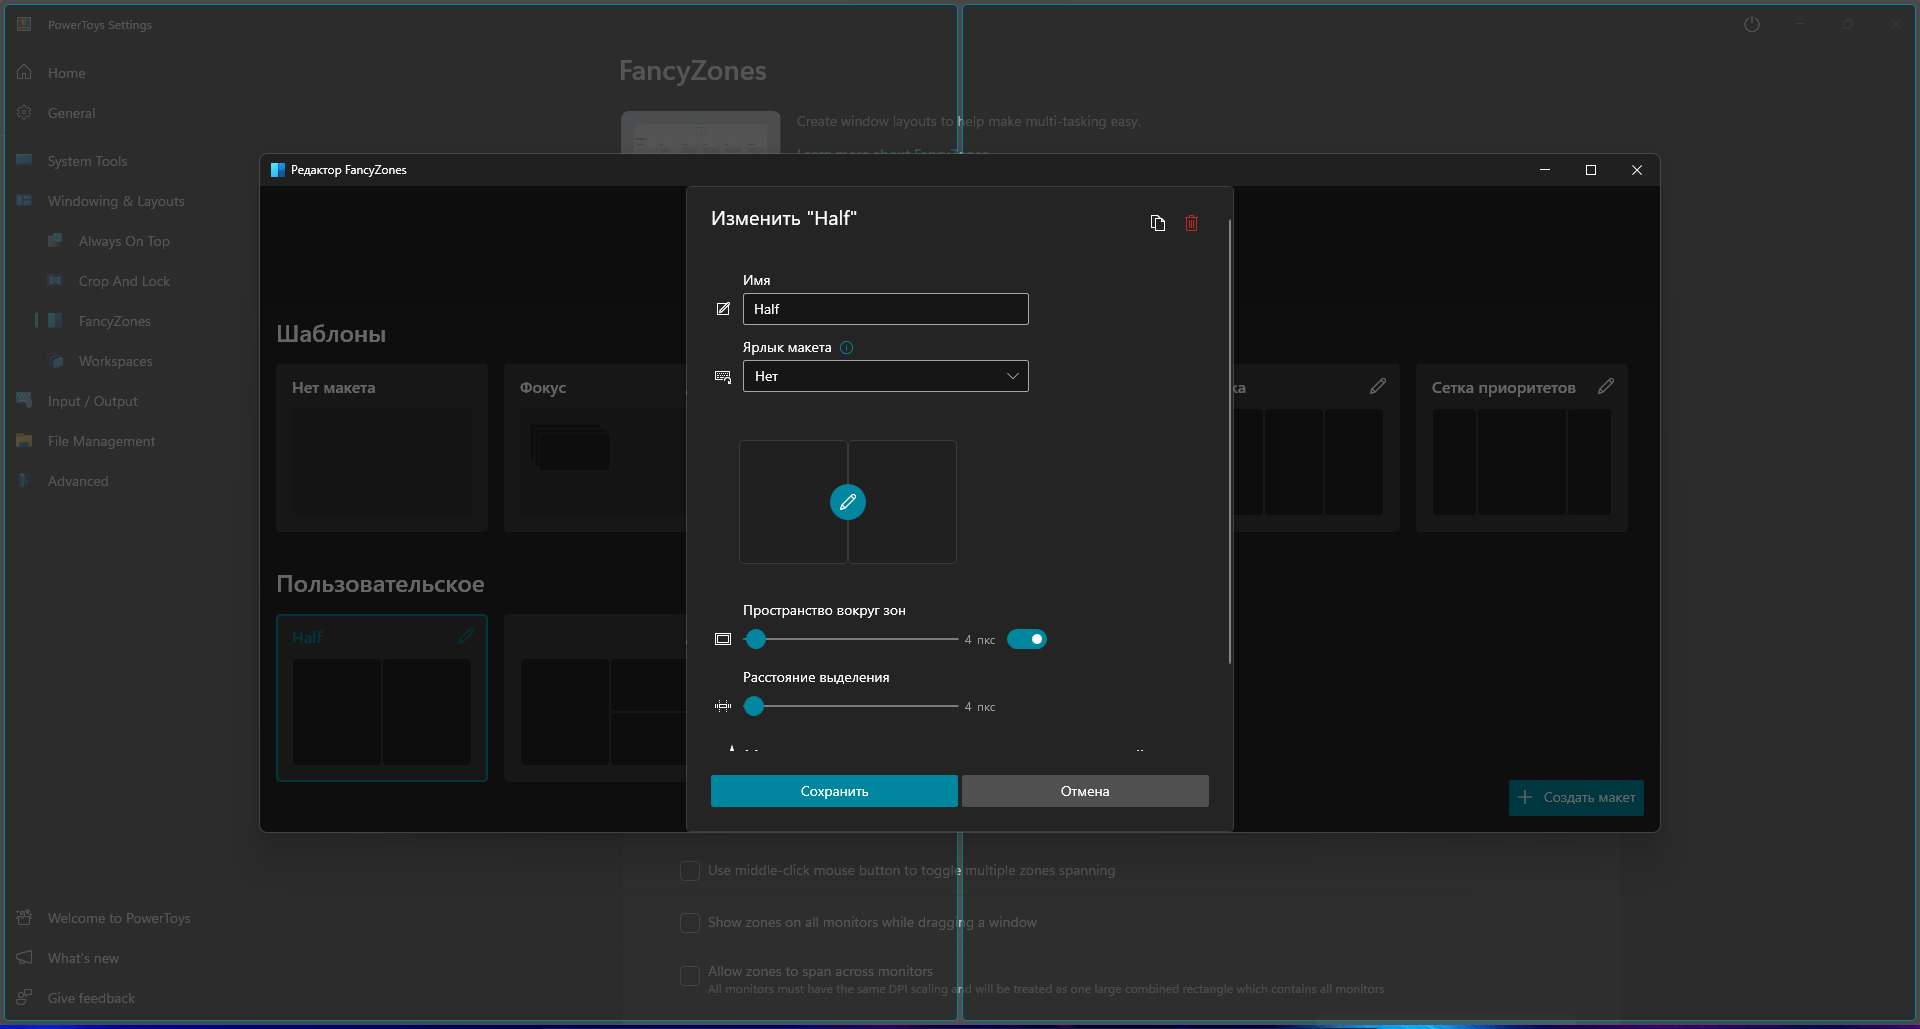 PowerToys Settings
Home
General
System Tools
Windowing & Layouts
Always On Top
Crop And Lock
FancyZones
Workspaces
Input / Output
File Management
Advanced
Welcome to PowerToys
What's new
Give feedback
FancyZones
Create window layouts to help make multi-tasking easy.
Learn more about FancyZones
Редактор FancyZones
Шаблоны
Нет макета
Фокус
ка
Сетка приоритетов
Пользовательское
Half
Создать макет
Изменить "Half"
Имя
Half
Ярлык макета
Нет
Пространство вокруг зон
4 пкс
Расстояние выделения
4 пкс
Сохранить
Отмена
Use middle-click mouse button to toggle multiple zones spanning
Show zones on all monitors while dragging a window
Allow zones to span across monitors
All monitors must have the same DPI scaling and will be treated as one large combined rectangle which contains all monitors